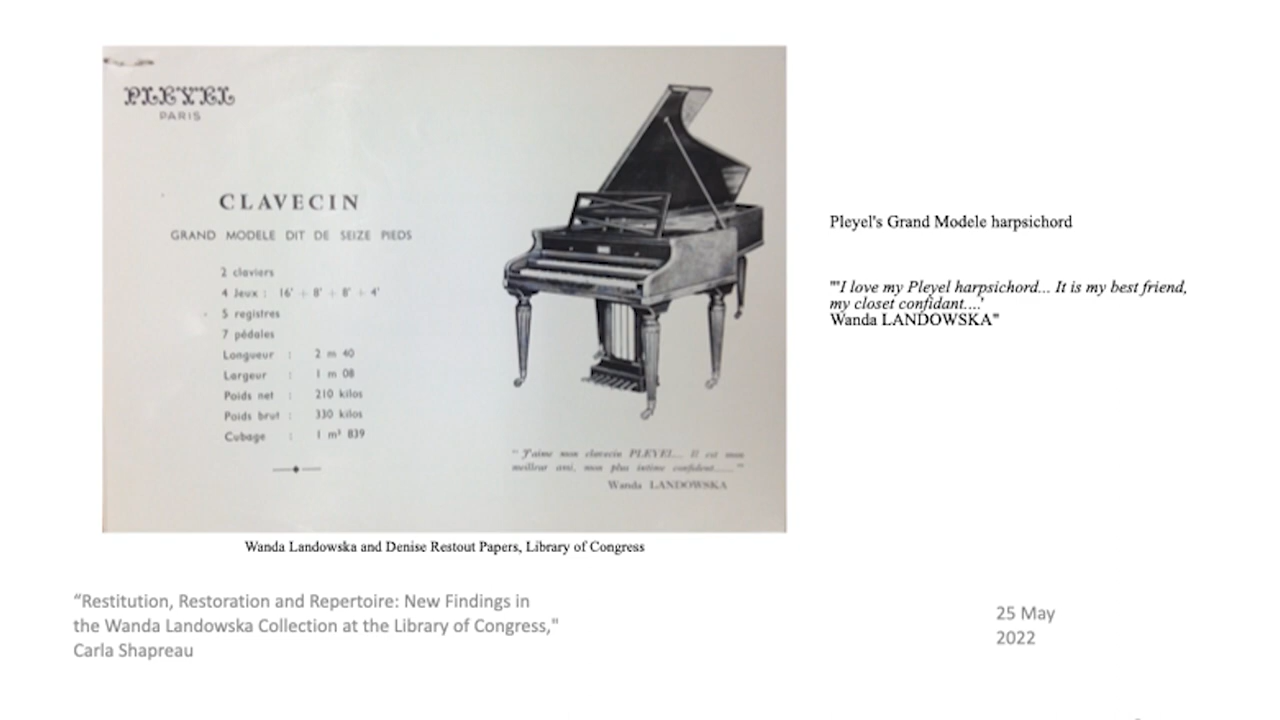 PLEYEL
PARIS
CLAVECIN
GRAND MODELE DIT DE SEIZE PIEDS
2 claviers
4 Jeux : 16' + 8' + 8' + 4'
5 registres
7 pédales
Longueur : 2 m 40
Largeur : 1 m 08
Poids net : 210 kilos
Poids brut : 330 kilos
Cubage : 1 m³ 839
" J'aime mon clavecin PLEYEL... Il est mon
meilleur ami, mon plus intime confident...... "
Wanda LANDOWSKA
Pleyel's Grand Modele harpsichord
"'I love my Pleyel harpsichord... It is my best friend,
my closet confidant....'
Wanda LANDOWSKA"
Wanda Landowska and Denise Restout Papers, Library of Congress
“Restitution, Restoration and Repertoire: New Findings in
the Wanda Landowska Collection at the Library of Congress,"
Carla Shapreau
25 May
2022